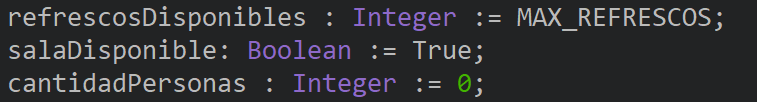 refrescosDisponibles : Integer := MAX_REFRESCOS;
salaDisponible: Boolean := True;
cantidadPersonas : Integer := 0;